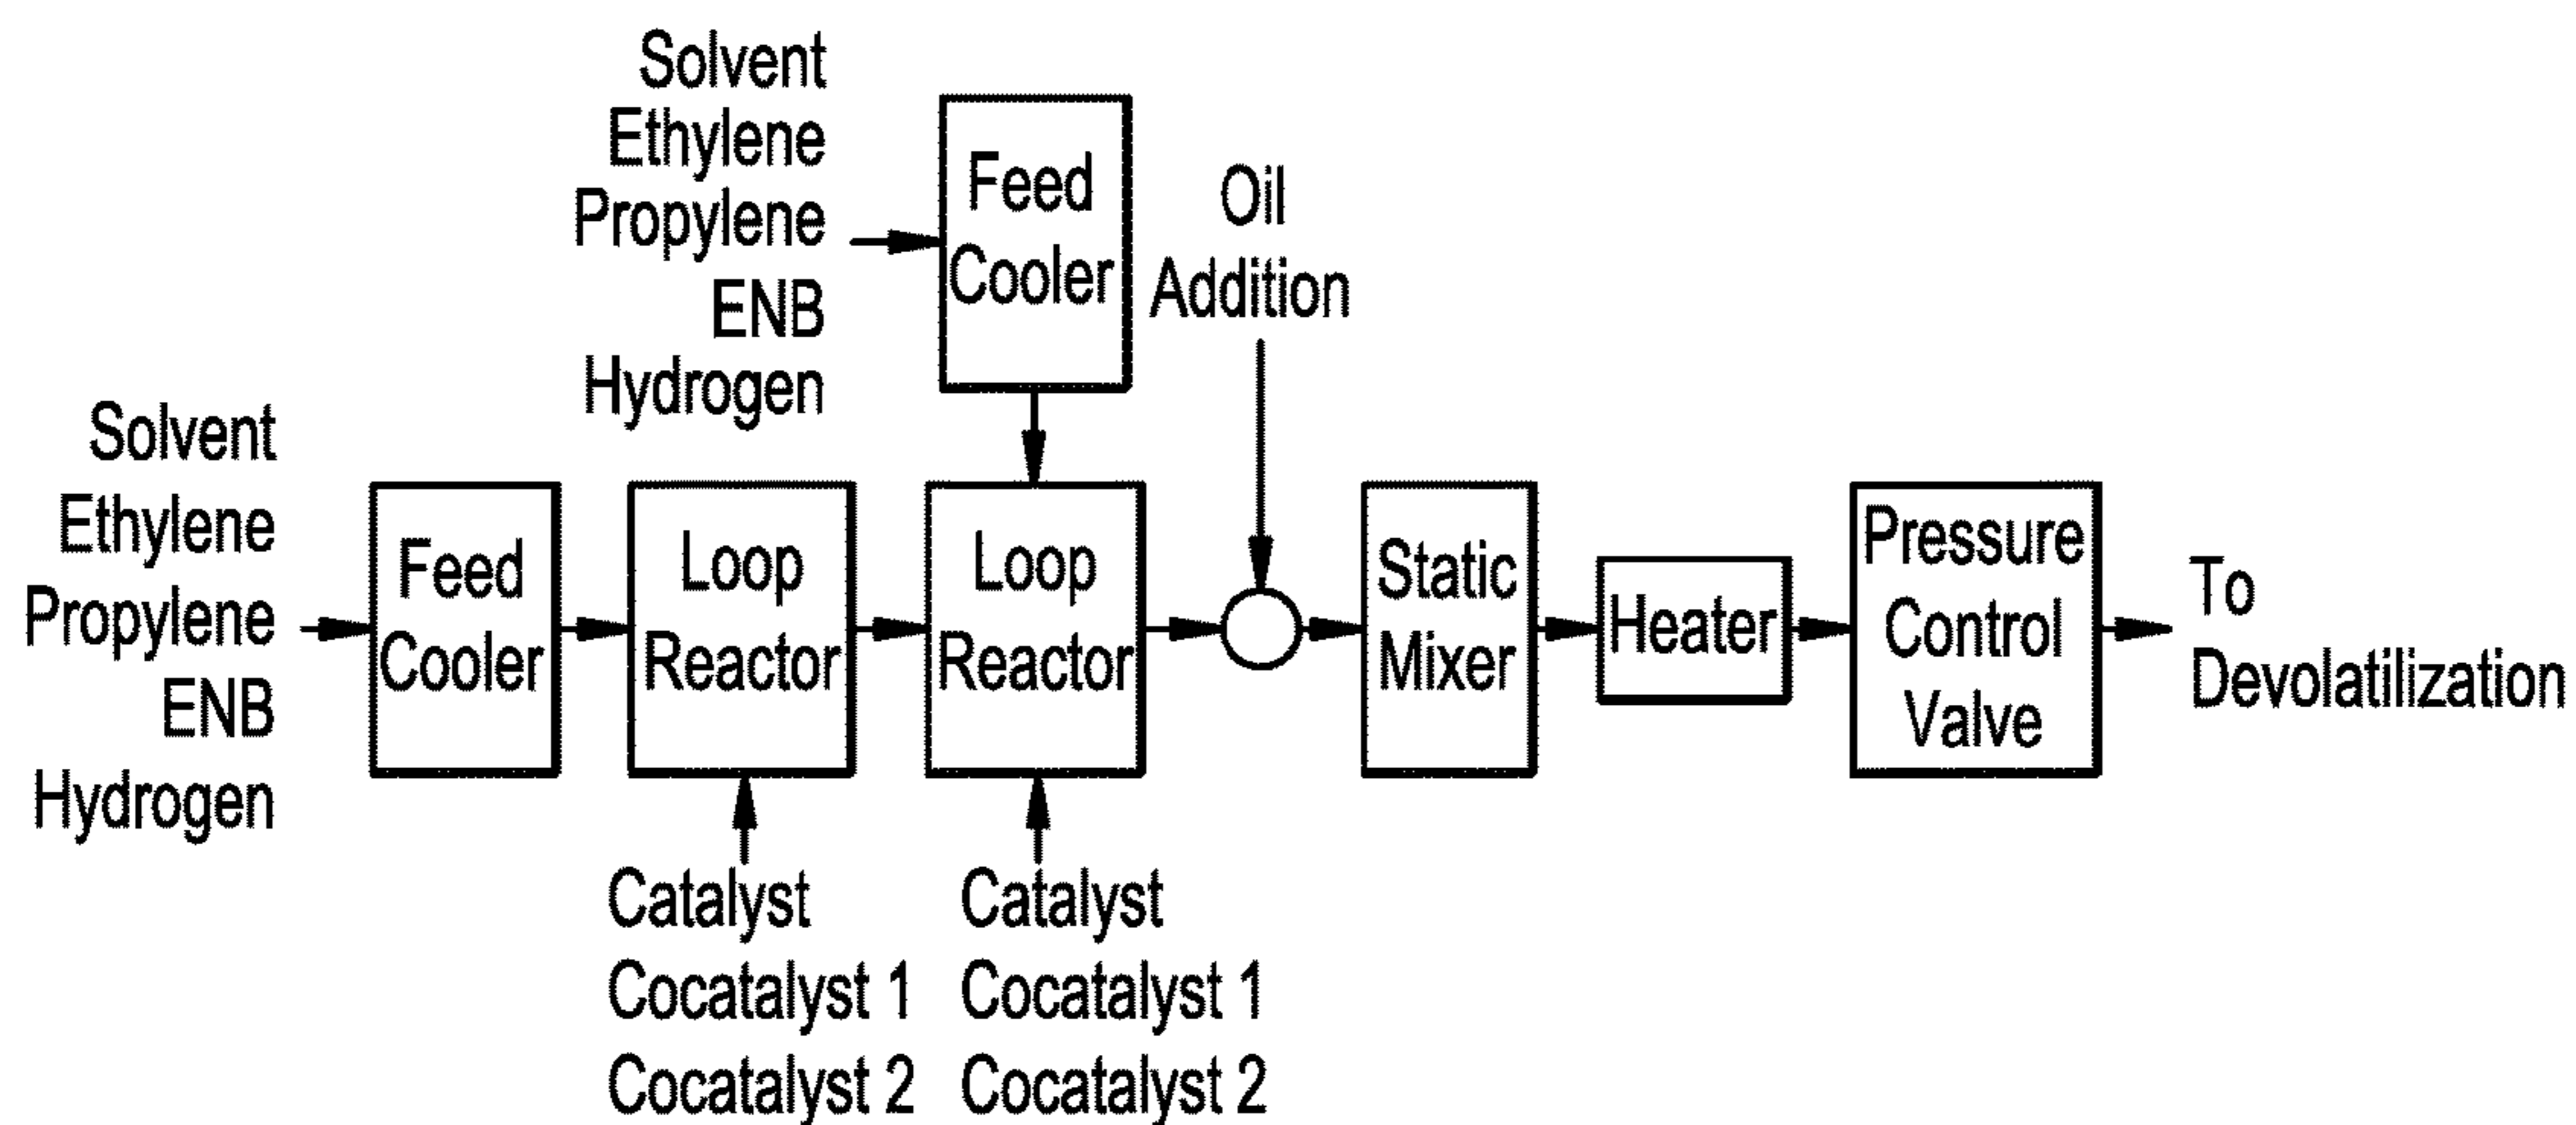 Solvent
Ethylene
Propylene
ENB
Hydrogen
Feed
Cooler
Oil
Addition
Solvent
Ethylene
Propylene
ENB
Hydrogen
Feed
Cooler
Loop
Reactor
Loop
Reactor
Static
Mixer
Heater
Pressure
Control
Valve
To
Devolatilization
Catalyst
Cocatalyst 1
Cocatalyst 2
Catalyst
Cocatalyst 1
Cocatalyst 2